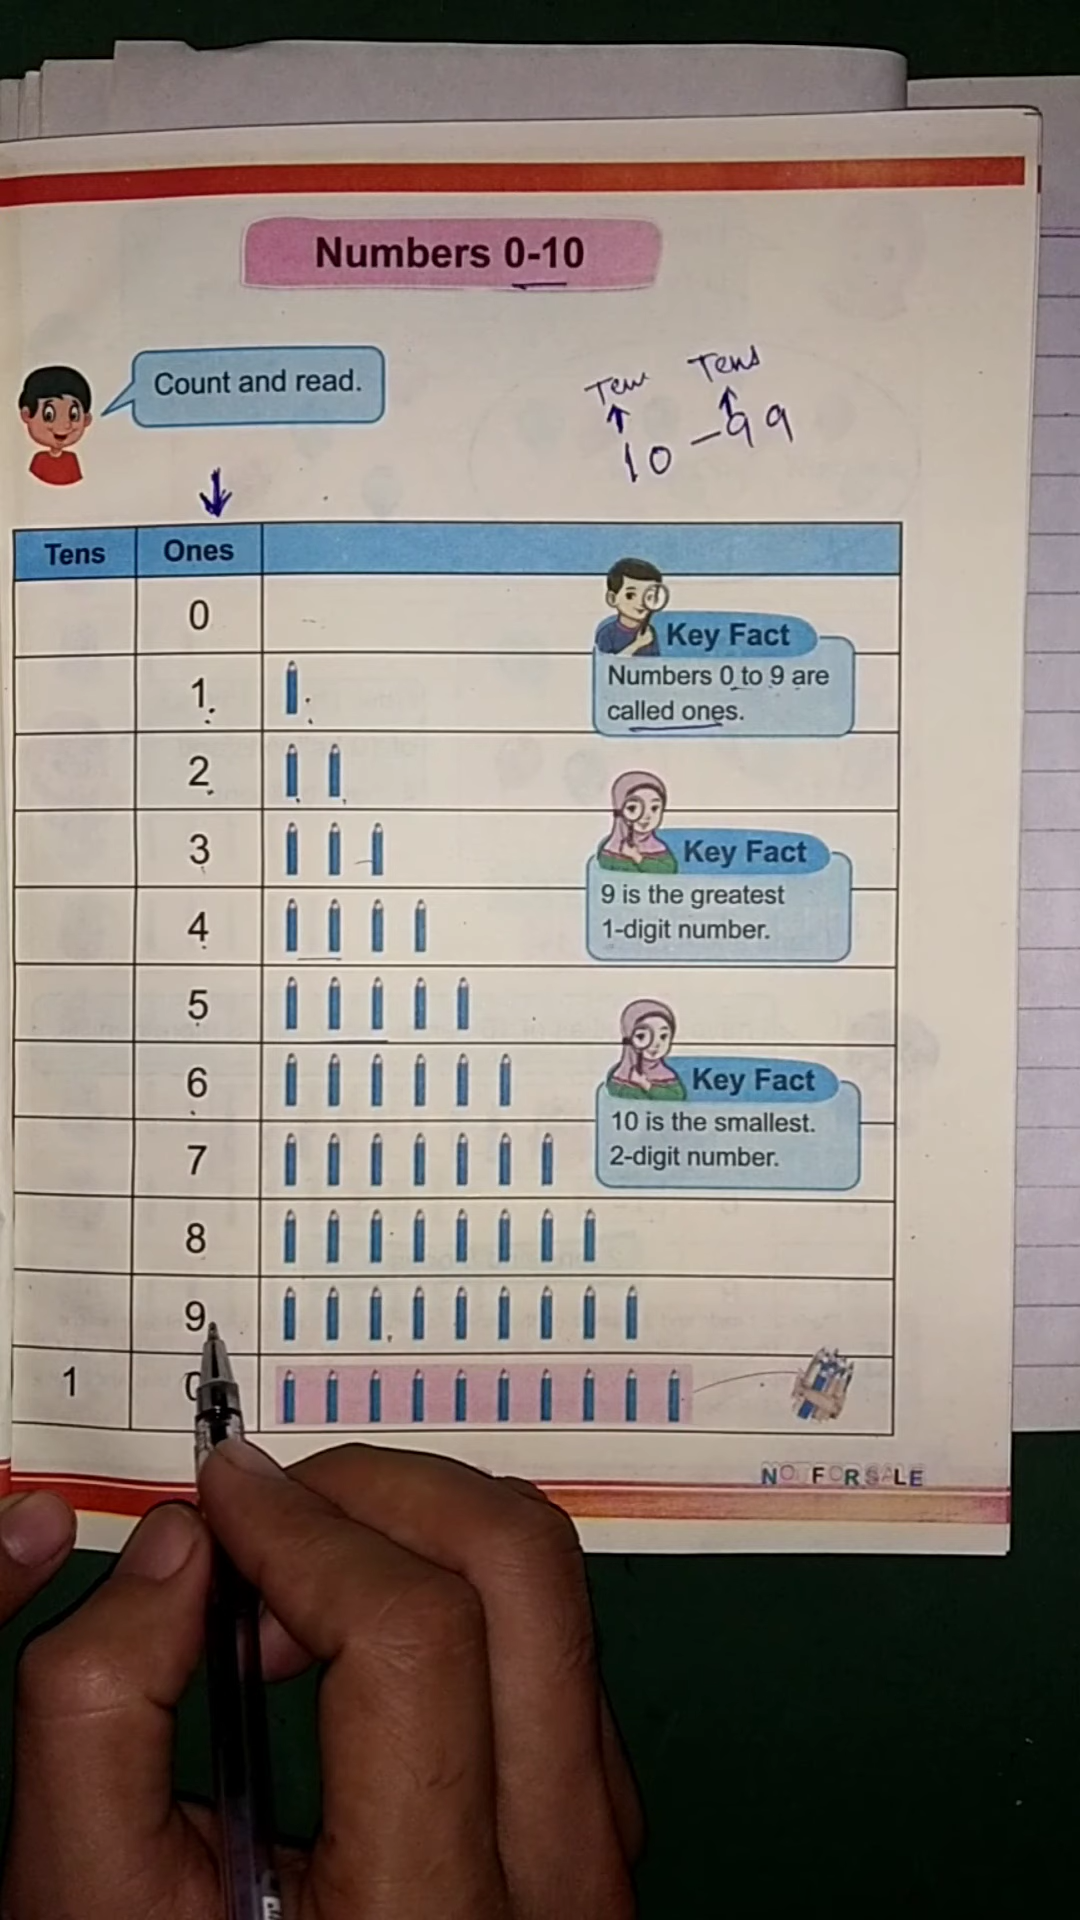 Numbers 0-10
Count and read.
Ten Tens
10 - 99
Tens Ones
0
Key Fact
Numbers 0 to 9 are
called ones.
1
2
3
Key Fact
9 is the greatest
1-digit number.
4
5
6
Key Fact
10 is the smallest.
2-digit number.
7
8
9
1 0
NOT FOR SALE